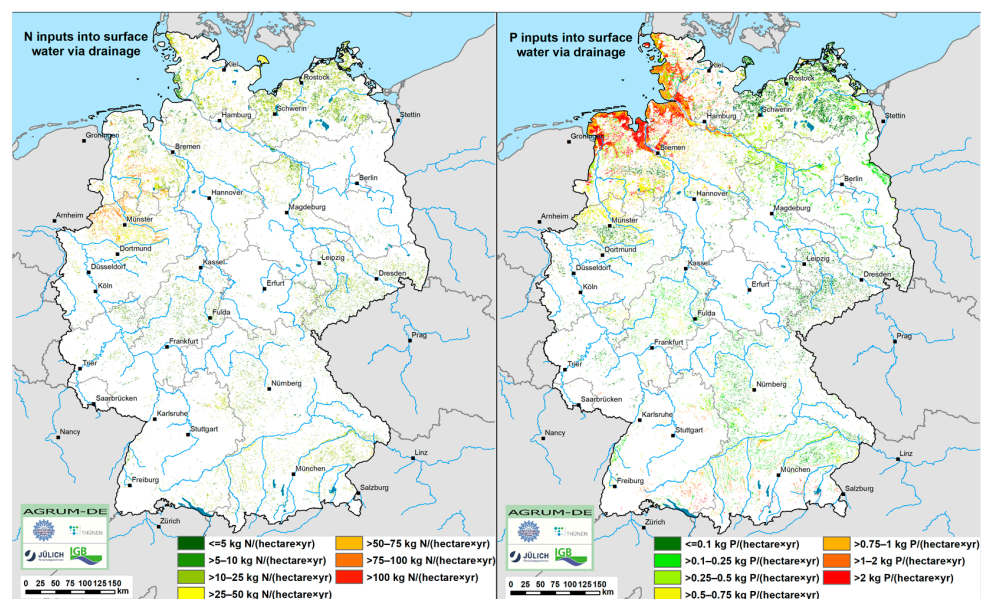 N inputs into surface
water via drainage
Kiel
Rostock
Schwerin
Hamburg
Stettin
Groningen
Bremen
Berlin
Hannover
Magdeburg
Arnheim
Münster
Dortmund
Düsseldorf
Kassel
Leipzig
Dresden
Köln
Erfurt
Fulda
Prag
Frankfurt
Trier
Nürnberg
Saarbrücken
Karlsruhe
Stuttgart
Nancy
Linz
München
Freiburg
Salzburg
Zürich
AGRUM-DE
THÜNEN
JÜLICH
IGB
0 25 50 75 100 125 150
km
<=5 kg N/(hectare×yr)
>5–10 kg N/(hectare×yr)
>10–25 kg N/(hectare×yr)
>25–50 kg N/(hectare×yr)
>50–75 kg N/(hectare×yr)
>75–100 kg N/(hectare×yr)
>100 kg N/(hectare×yr)
P inputs into surface
water via drainage
Kiel
Rostock
Schwerin
Hamburg
Stettin
Groningen
Bremen
Berlin
Hannover
Magdeburg
Arnheim
Münster
Dortmund
Düsseldorf
Kassel
Leipzig
Dresden
Köln
Erfurt
Fulda
Prag
Frankfurt
Trier
Nürnberg
Saarbrücken
Karlsruhe
Stuttgart
Nancy
Linz
München
Freiburg
Salzburg
Zürich
AGRUM-DE
THÜNEN
JÜLICH
IGB
0 25 50 75 100 125 150
km
<=0.1 kg P/(hectare×yr)
>0.1–0.25 kg P/(hectare×yr)
>0.25–0.5 kg P/(hectare×yr)
>0.5–0.75 kg P/(hectare×yr)
>0.75–1 kg P/(hectare×yr)
>1–2 kg P/(hectare×yr)
>2 kg P/(hectare×yr)